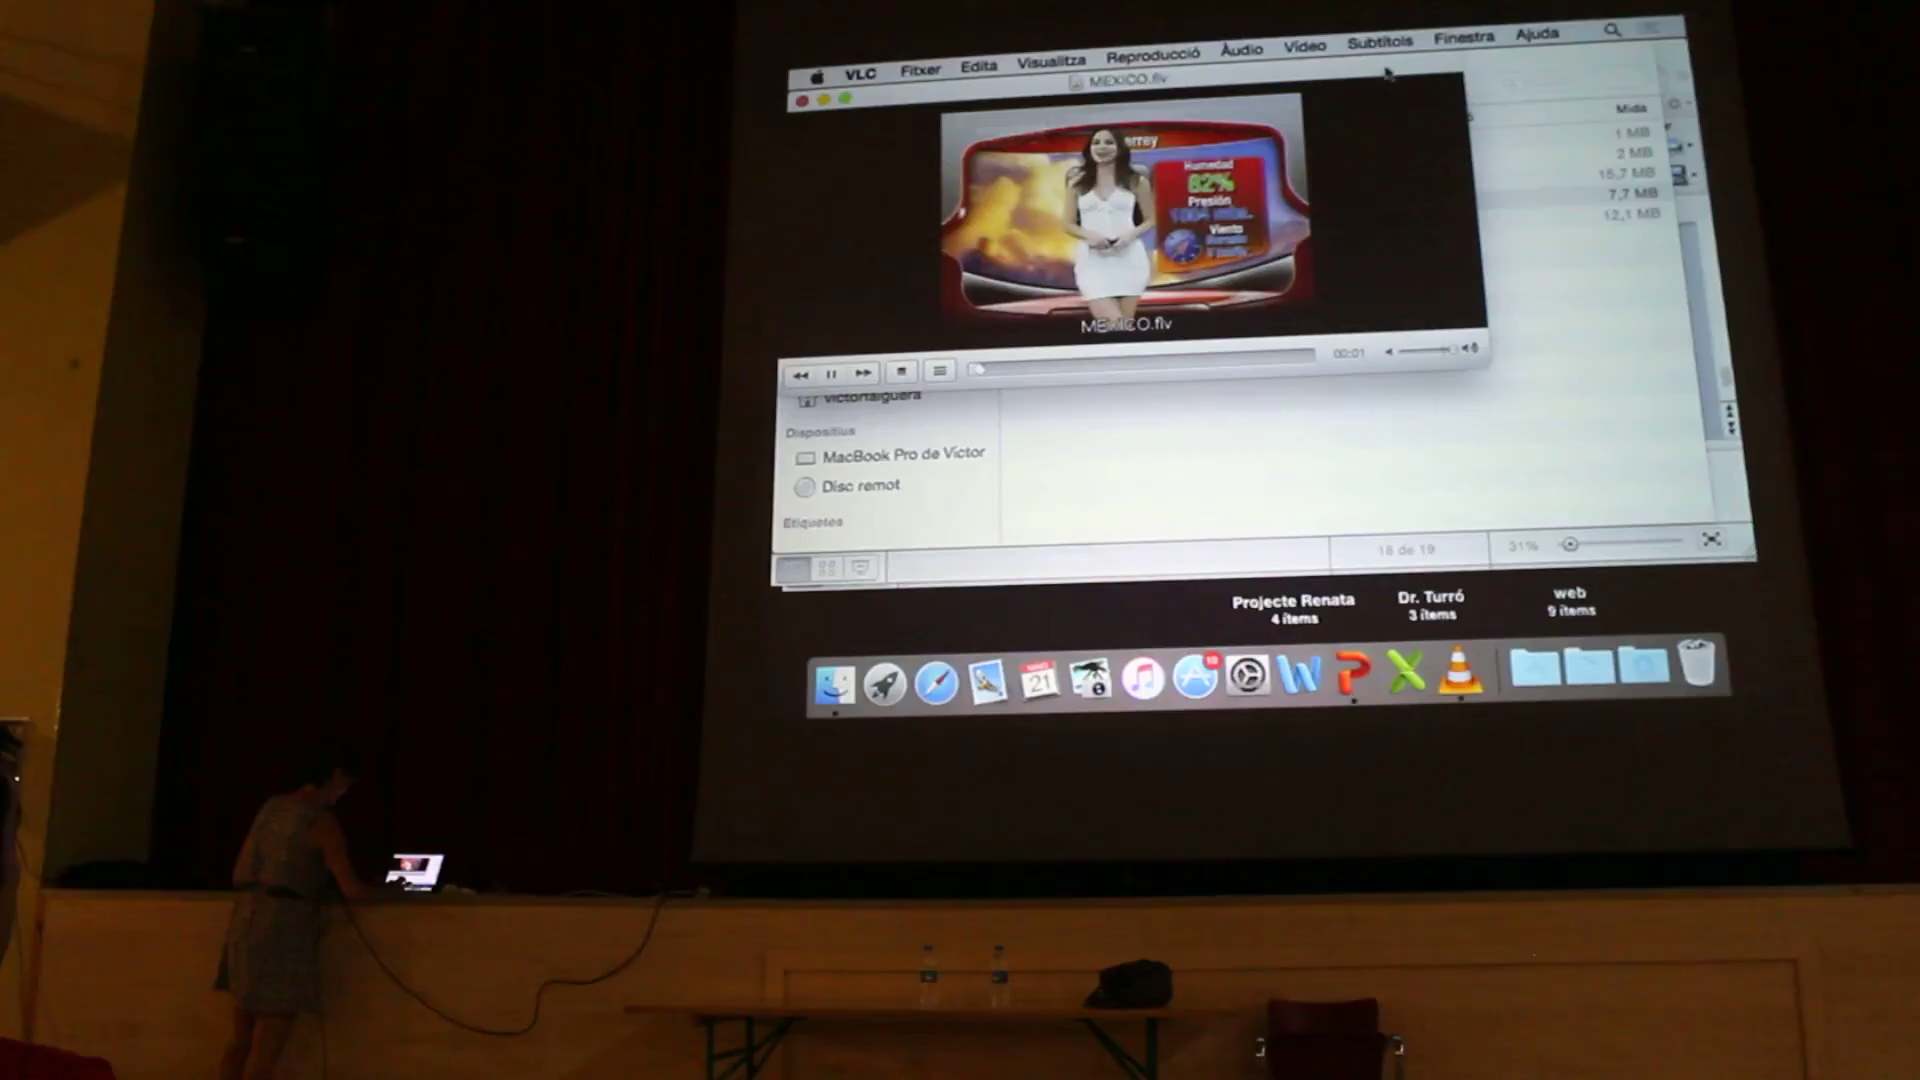 VLC Fitxer Edita Visualitza Reproducció Àudio Vídeo Subtítols Finestra Ajuda
MEXICO.flv
Mida
1 MB
2 MB
15,7 MB
7,7 MB
12,1 MB
errey
Humedad
82%
Presión
Viento
MEXICO.flv
00:01
victorfalguera
Dispositius
MacBook Pro de Víctor
Disc remot
Etiquetes
18 de 19
31%
Projecte Renata
4 ítems
Dr. Turró
3 ítems
web
9 ítems
21